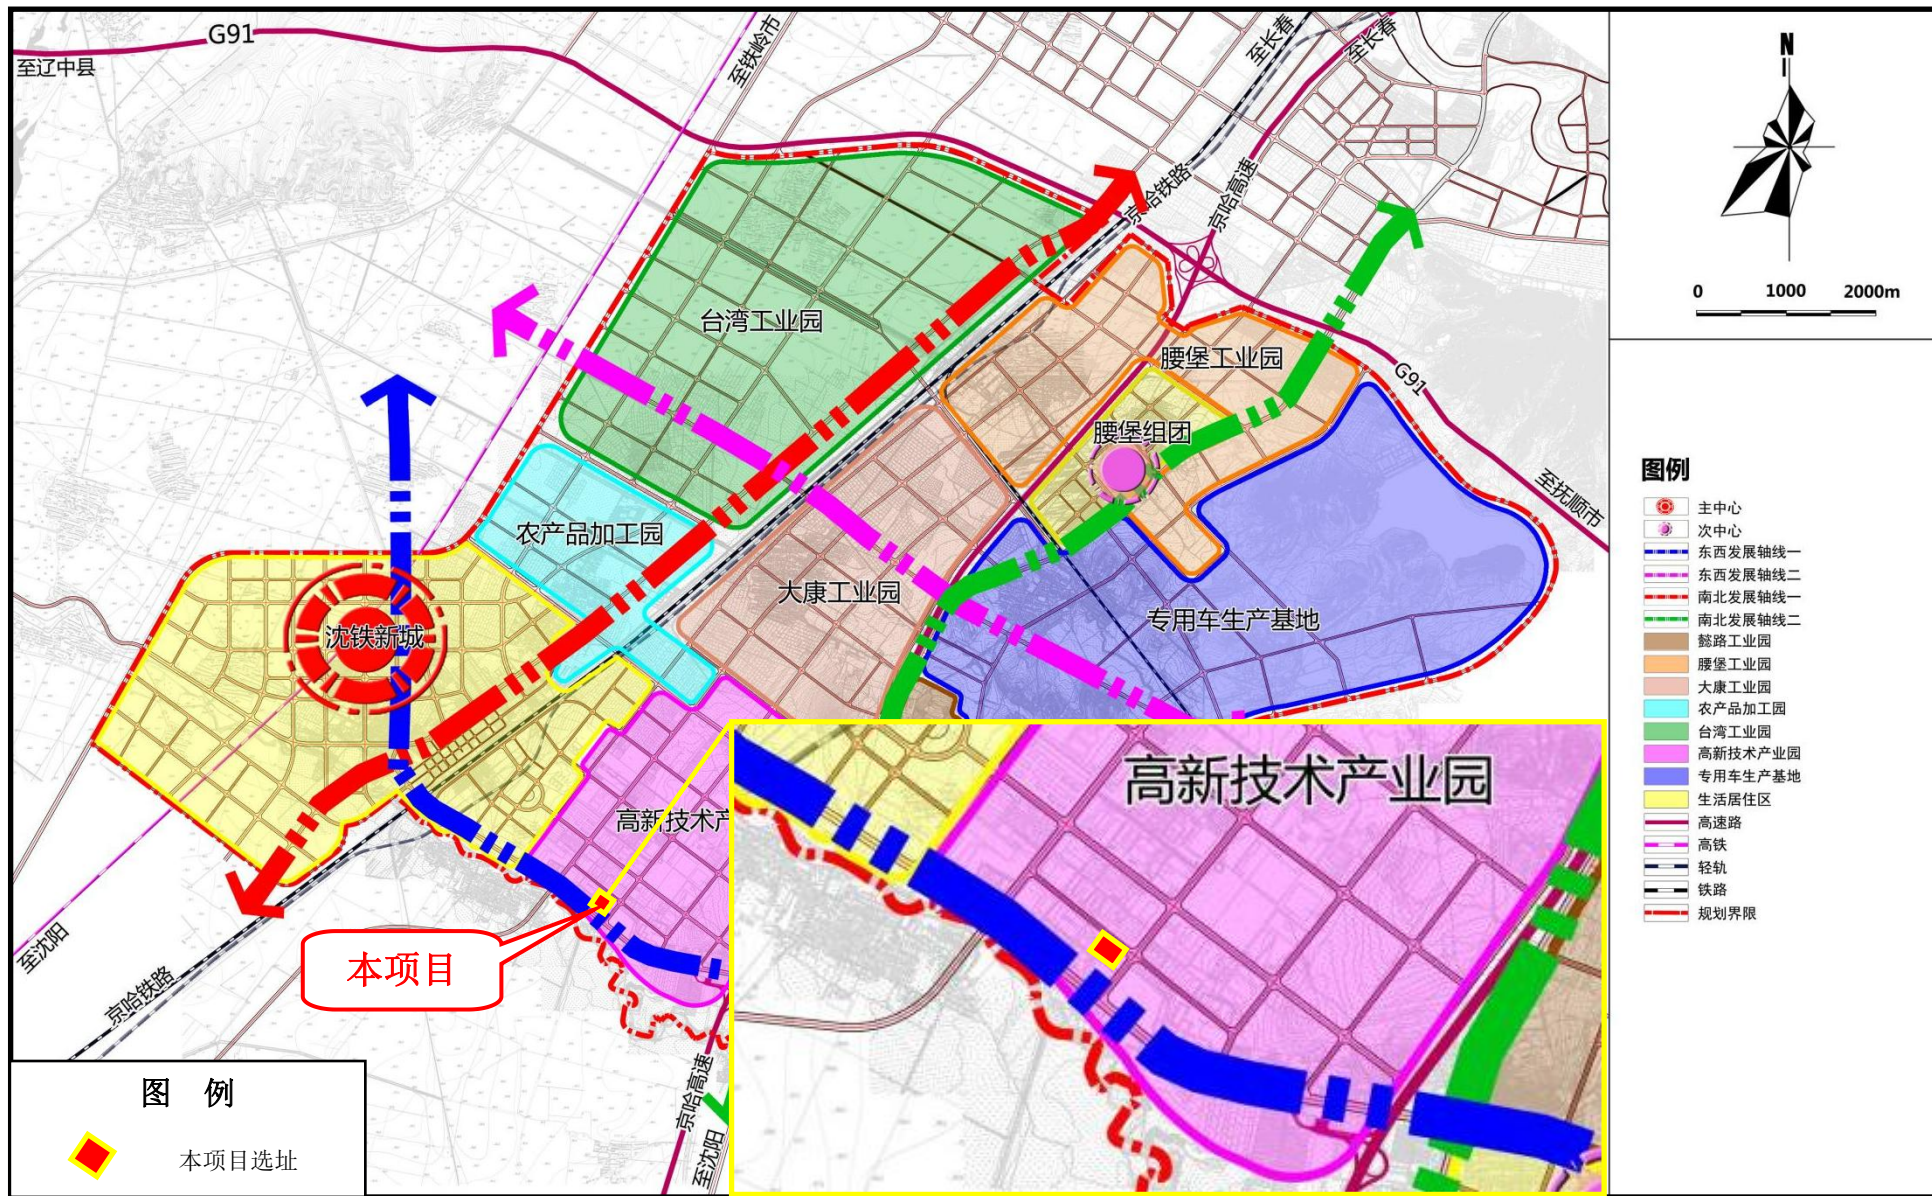 G91
至辽中县
至铁岭市
至长春
至长春
京哈铁路
京哈高速
台湾工业园
腰堡工业园
G91
腰堡组团
至抚顺市
农产品加工园
大康工业园
专用车生产基地
沈铁新城
高新技术产
高新技术产业园
本项目
至沈阳
京哈铁路
京哈高速
至沈阳
图 例
本项目选址
N
0 1000 2000m
图例
主中心
次中心
东西发展轴线一
东西发展轴线二
南北发展轴线一
南北发展轴线二
懿路工业园
腰堡工业园
大康工业园
农产品加工园
台湾工业园
高新技术产业园
专用车生产基地
生活居住区
高速路
高铁
轻轨
铁路
规划界限